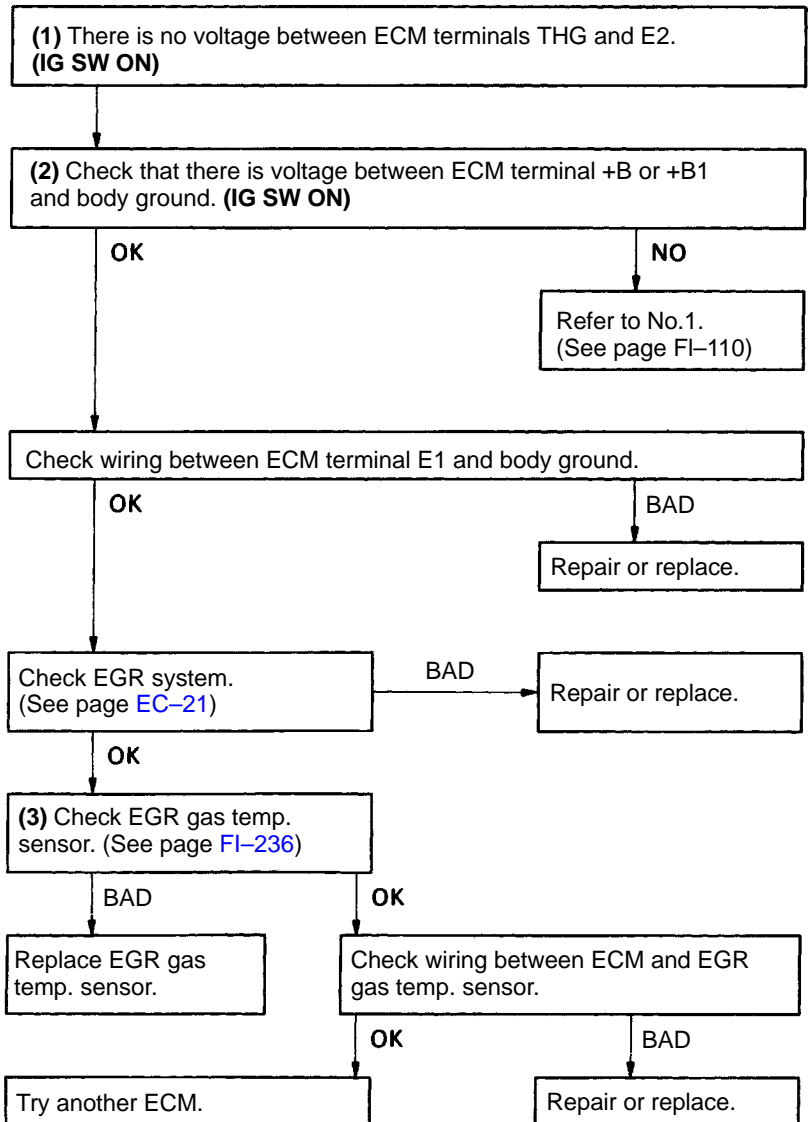 (1) There is no voltage between ECM terminals THG and E2.
(IG SW ON)
(2) Check that there is voltage between ECM terminal +B or +B1
and body ground. (IG SW ON)
OK
NO
Refer to No.1.
(See page FI–110)
Check wiring between ECM terminal E1 and body ground.
OK
BAD
Repair or replace.
Check EGR system.
(See page EC–21)
BAD
Repair or replace.
OK
(3) Check EGR gas temp.
sensor. (See page FI–236)
BAD
OK
Replace EGR gas
temp. sensor.
Check wiring between ECM and EGR
gas temp. sensor.
OK
BAD
Try another ECM.
Repair or replace.